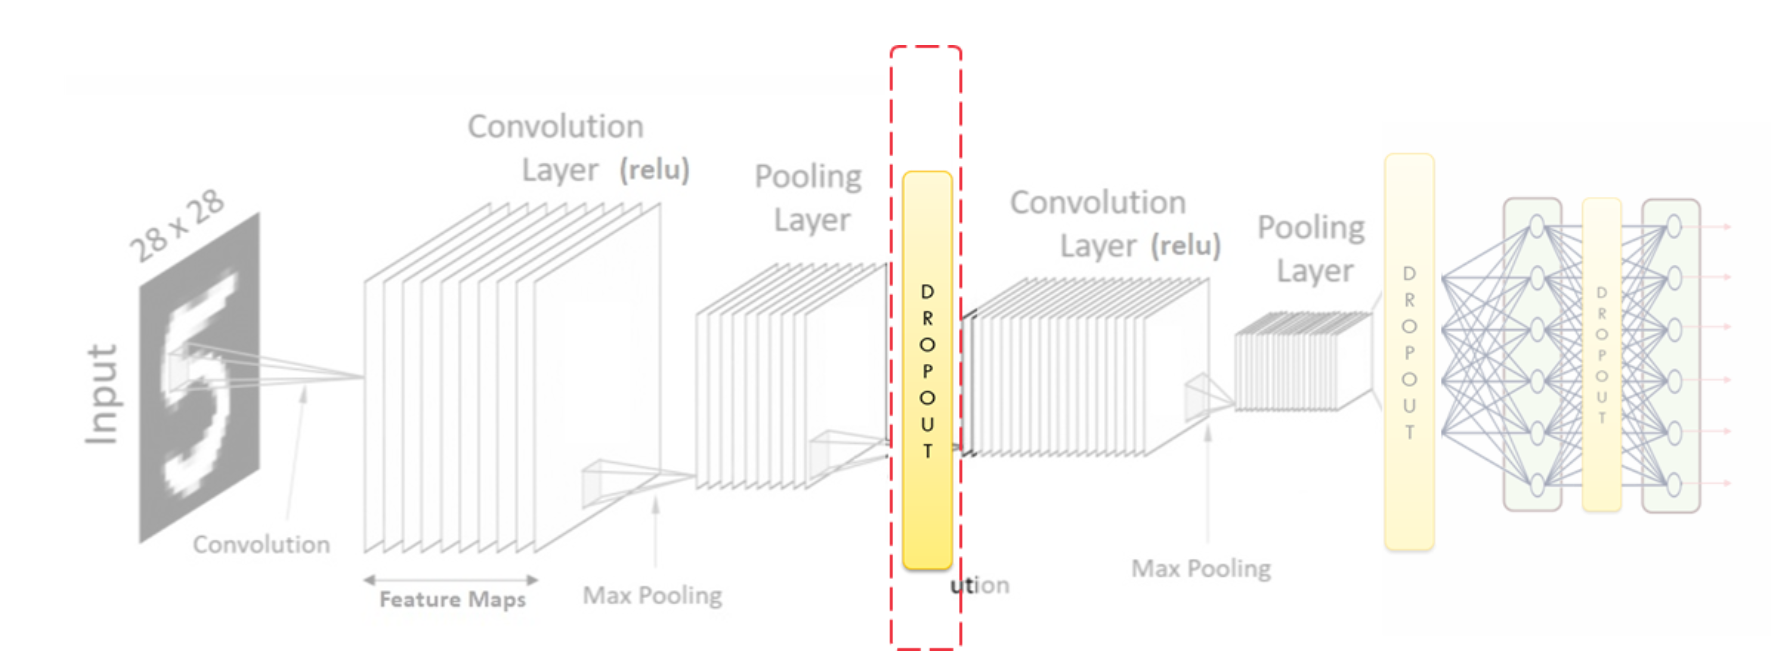 28 x 28
Input
Convolution
Convolution
Layer (relu)
Feature Maps
Max Pooling
Pooling
Layer
DROPOUT
ution
Convolution
Layer (relu)
Max Pooling
Pooling
Layer
DROPOUT
DROPOUT